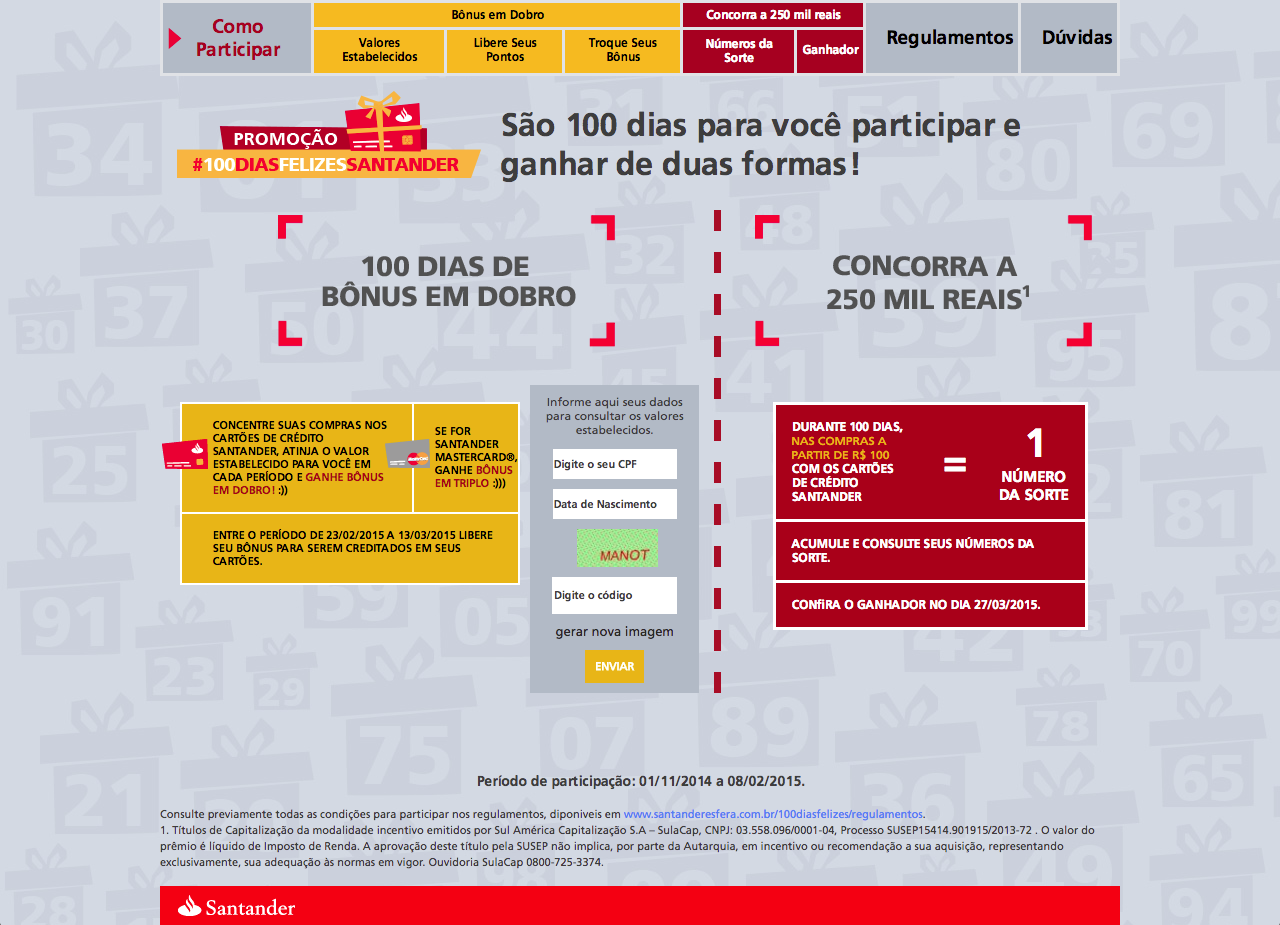 Como
Participar
Bônus em Dobro
Valores
Estabelecidos
Libere Seus
Pontos
Troque Seus
Bônus
Concorra a 250 mil reais
Números da
Sorte
Ganhador
Regulamentos
Dúvidas
PROMOÇÃO
#100DIASFELIZESSANTANDER
São 100 dias para você participar e
ganhar de duas formas!
100 DIAS DE
BÔNUS EM DOBRO
CONCENTRE SUAS COMPRAS NOS
CARTÕES DE CRÉDITO
SANTANDER, ATINJA O VALOR
ESTABELECIDO PARA VOCÊ EM
CADA PERÍODO E GANHE BÔNUS
EM DOBRO! :))
SE FOR
SANTANDER
MASTERCARD®,
GANHE BÔNUS
EM TRIPLO :)))
ENTRE O PERÍODO DE 23/02/2015 A 13/03/2015 LIBERE
SEU BÔNUS PARA SEREM CREDITADOS EM SEUS
CARTÕES.
Informe aqui seus dados
para consultar os valores
estabelecidos.
Digite o seu CPF
Data de Nascimento
MANOT
Digite o código
gerar nova imagem
ENVIAR
CONCORRA A
250 MIL REAIS¹
DURANTE 100 DIAS,
NAS COMPRAS A
PARTIR DE R$ 100
COM OS CARTÕES
DE CRÉDITO
SANTANDER
=
1
NÚMERO
DA SORTE
ACUMULE E CONSULTE SEUS NÚMEROS DA
SORTE.
CONFIRA O GANHADOR NO DIA 27/03/2015.
Período de participação: 01/11/2014 a 08/02/2015.
Consulte previamente todas as condições para participar nos regulamentos, diponiveis em www.santanderesfera.com.br/100diasfelizes/regulamentos.
1. Títulos de Capitalização da modalidade incentivo emitidos por Sul América Capitalização S.A – SulaCap, CNPJ: 03.558.096/0001-04, Processo SUSEP15414.901915/2013-72 . O valor do
prêmio é líquido de Imposto de Renda. A aprovação deste título pela SUSEP não implica, por parte da Autarquia, em incentivo ou recomendação a sua aquisição, representando
exclusivamente, sua adequação às normas em vigor. Ouvidoria SulaCap 0800-725-3374.
Santander